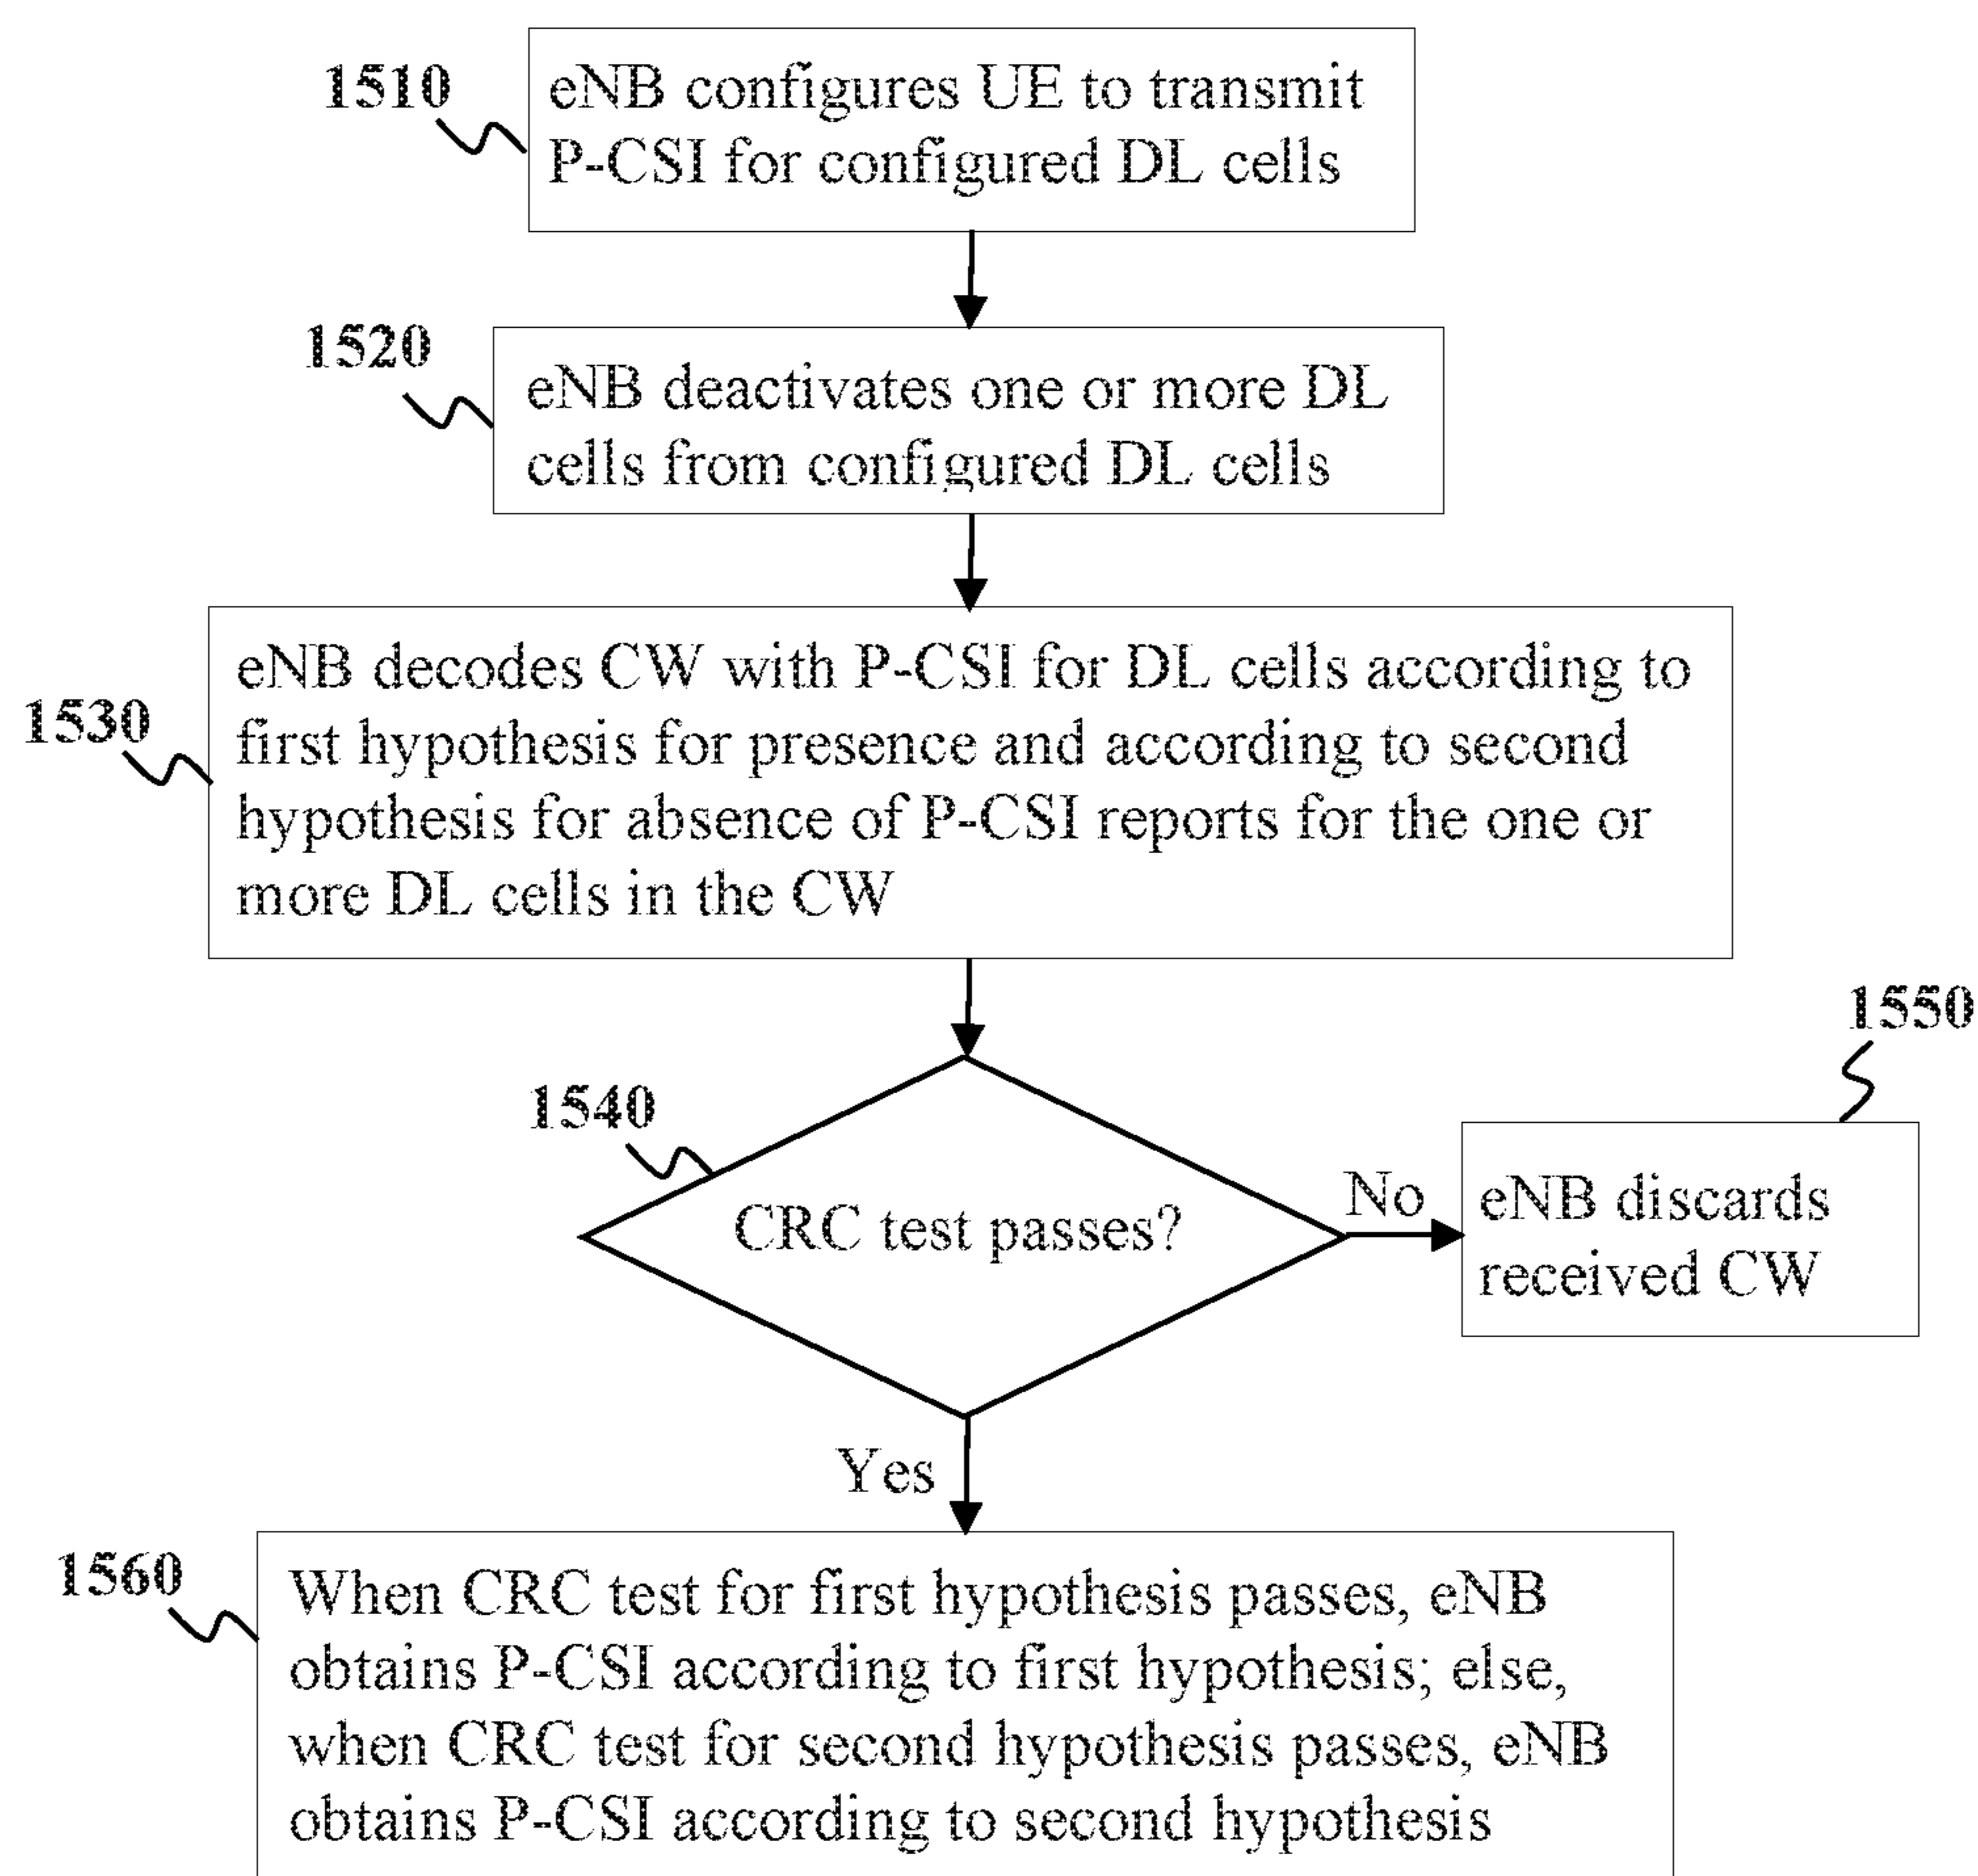 1510
eNB configures UE to transmit
P-CSI for configured DL cells
1520
eNB deactivates one or more DL
cells from configured DL cells
1530
eNB decodes CW with P-CSI for DL cells according to
first hypothesis for presence and according to second
hypothesis for absence of P-CSI reports for the one or
more DL cells in the CW
1540
CRC test passes?
No
1550
eNB discards
received CW
Yes
1560
When CRC test for first hypothesis passes, eNB
obtains P-CSI according to first hypothesis; else,
when CRC test for second hypothesis passes, eNB
obtains P-CSI according to second hypothesis